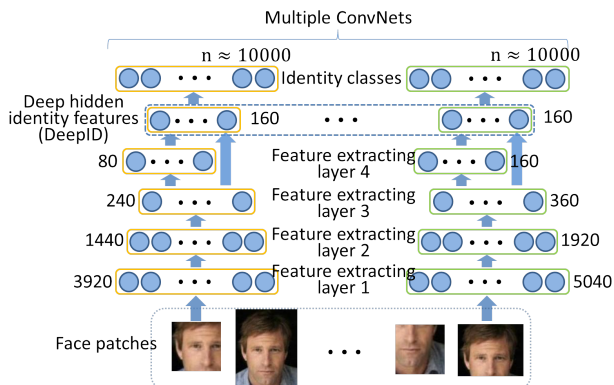 Multiple ConvNets
n ≈ 10000
n ≈ 10000
• • •
Identity classes
• • •
Deep hidden
identity features
(DeepID)
• • •
160
• • •
• • •
160
80
• • •
Feature extracting
layer 4
• • •
160
240
• • •
Feature extracting
layer 3
• • •
360
1440
• • •
Feature extracting
layer 2
• • •
1920
3920
• • •
Feature extracting
layer 1
• • •
5040
Face patches
• • •